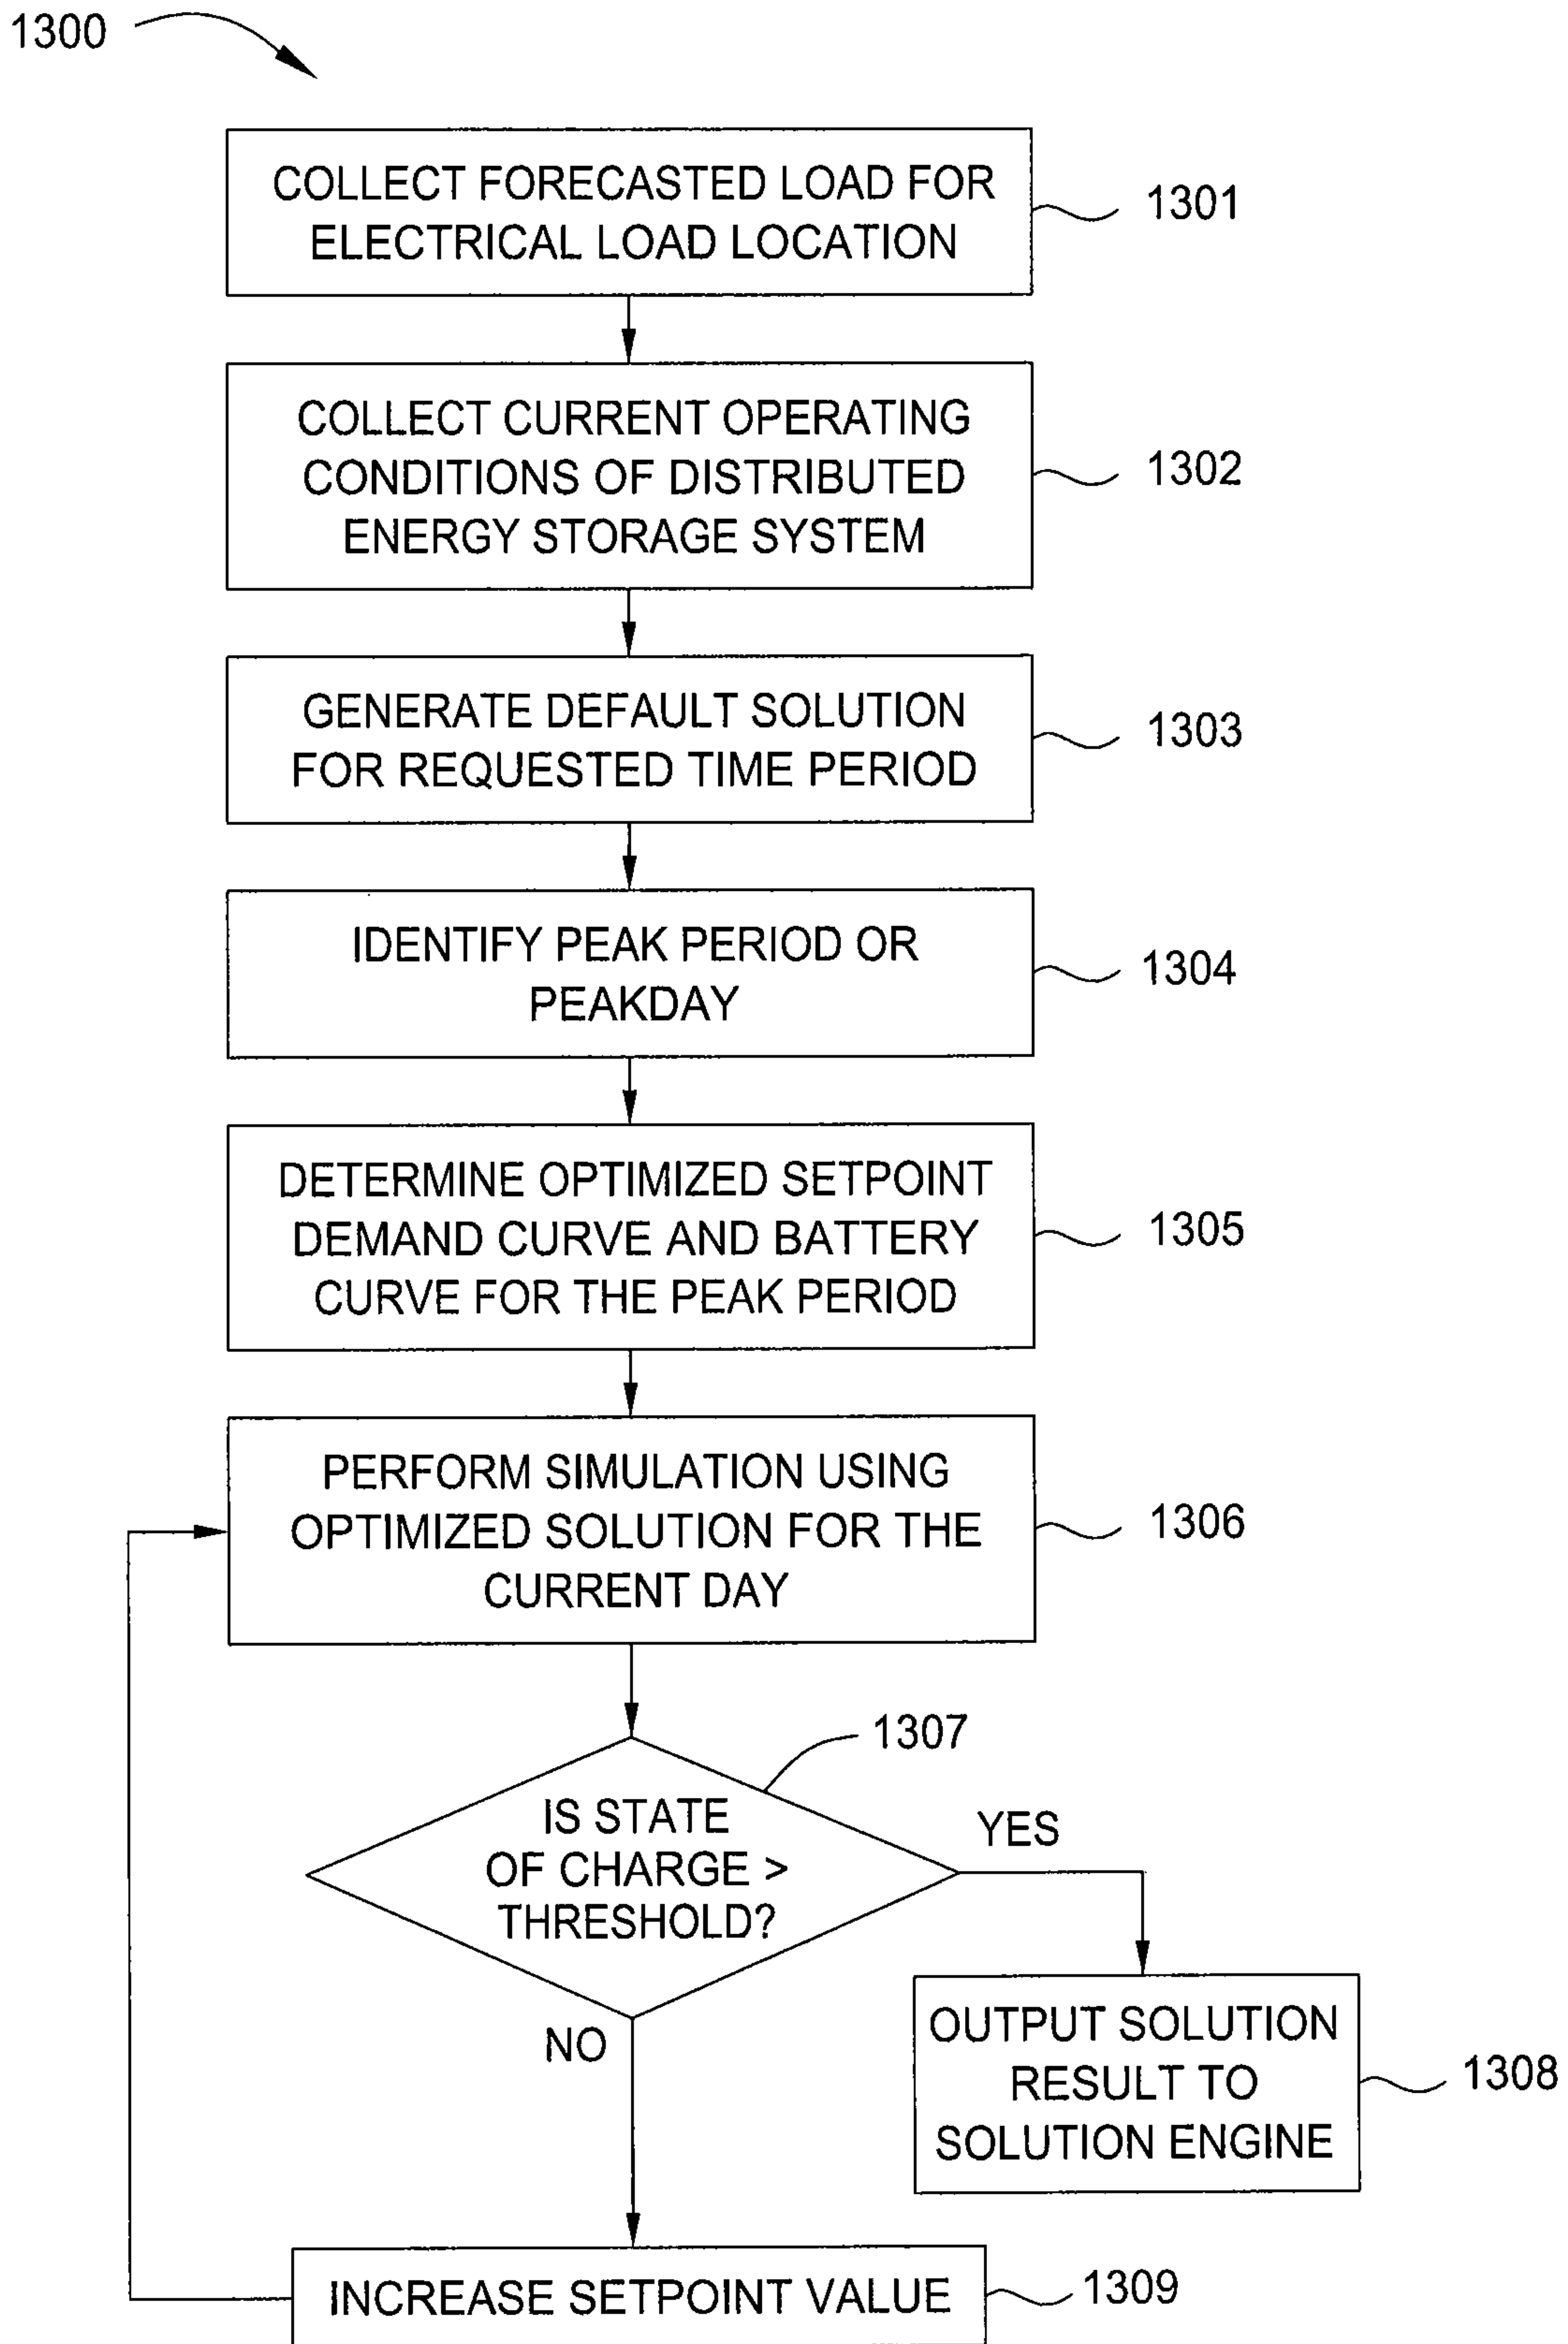 1300
COLLECT FORECASTED LOAD FOR
ELECTRICAL LOAD LOCATION
1301
COLLECT CURRENT OPERATING
CONDITIONS OF DISTRIBUTED
ENERGY STORAGE SYSTEM
1302
GENERATE DEFAULT SOLUTION
FOR REQUESTED TIME PERIOD
1303
IDENTIFY PEAK PERIOD OR
PEAKDAY
1304
DETERMINE OPTIMIZED SETPOINT
DEMAND CURVE AND BATTERY
CURVE FOR THE PEAK PERIOD
1305
PERFORM SIMULATION USING
OPTIMIZED SOLUTION FOR THE
CURRENT DAY
1306
1307
IS STATE
OF CHARGE >
THRESHOLD?
YES
NO
OUTPUT SOLUTION
RESULT TO
SOLUTION ENGINE
1308
INCREASE SETPOINT VALUE
1309